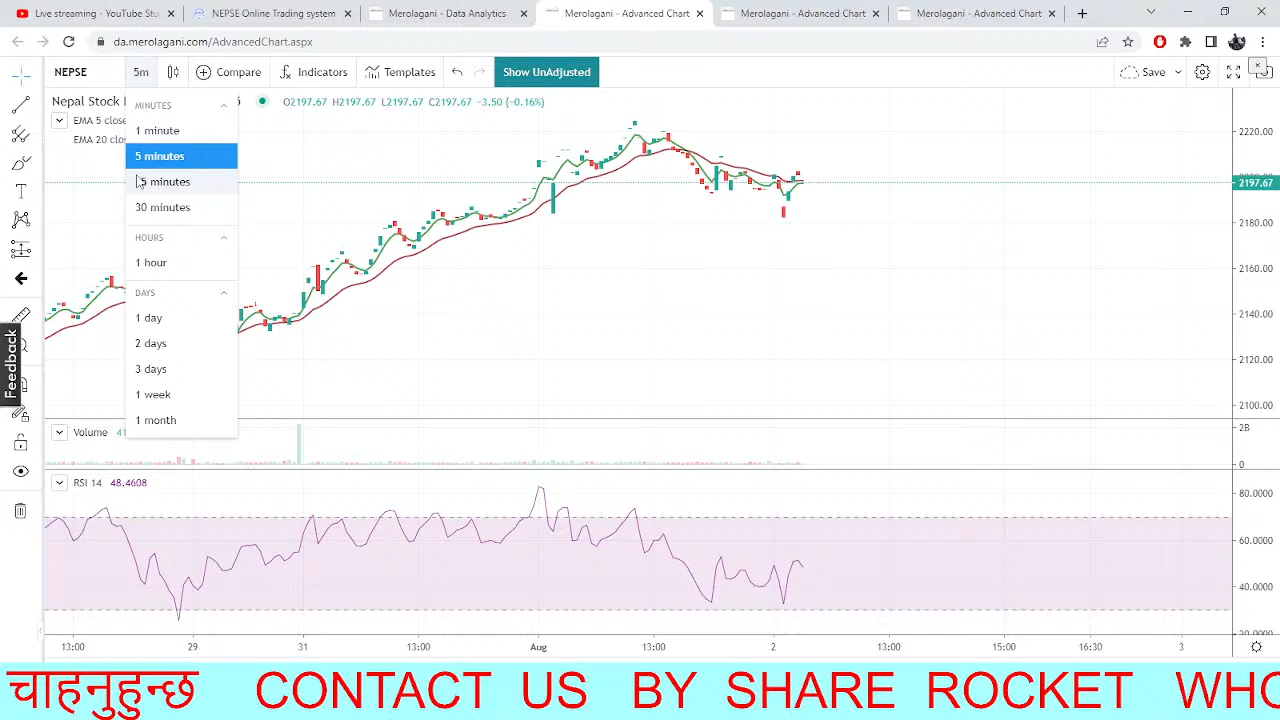 Live streaming - YouTube Stu
NEPSE Online Trading system
Merolagani - Data Analytics
Merolagani - Advanced Chart
Merolagani - Advanced Chart
Merolagani - Advanced Chart
da.merolagani.com/AdvancedChart.aspx
NEPSE
5m
Compare
Indicators
Templates
Show UnAdjusted
Save
Nepal Stock
O2197.67 H2197.67 L2197.67 C2197.67 −3.50 (−0.16%)
EMA 5 close
EMA 20 clo
MINUTES
1 minute
5 minutes
5 minutes
30 minutes
HOURS
1 hour
DAYS
1 day
2 days
3 days
1 week
1 month
2220.00
2197.67
2180.00
2160.00
2140.00
2120.00
2100.00
Feedback
Volume
2B
0
RSI 14 48.4608
80.0000
60.0000
40.0000
13:00 29 31 13:00 Aug 13:00 2 13:00 15:00 16:30 3
चाहनुहुन्छ CONTACT US BY SHARE ROCKET WHO